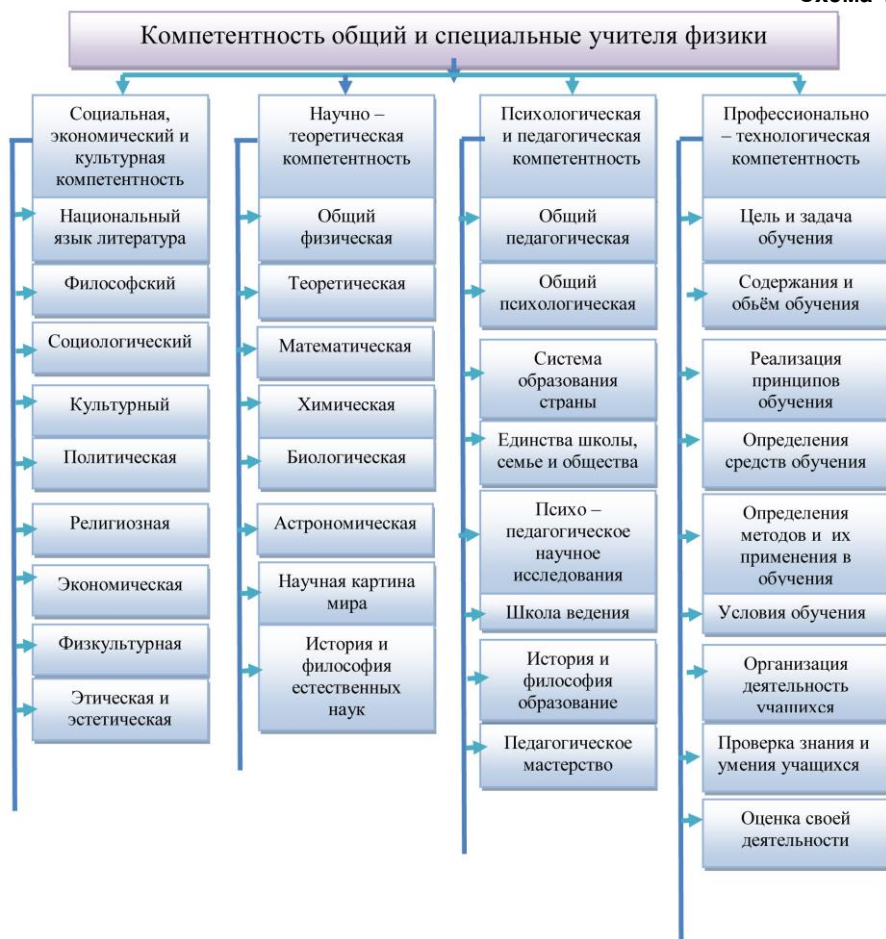 Схема
Компетентность общий и специальные учителя физики
Социальная,
экономический и
культурная
компетентность
Национальный
язык литература
Философский
Социологический
Культурный
Политическая
Религиозная
Экономическая
Физкультурная
Этическая и
эстетическая
Научно –
теоретическая
компетентность
Общий
физическая
Теоретическая
Математическая
Химическая
Биологическая
Астрономическая
Научная картина
мира
История и
философия
естественных
наук
Психологическая
и педагогическая
компетентность
Общий
педагогическая
Общий
психологическая
Система
образования
страны
Единства школы,
семье и общества
Психо –
педагогическое
научное
исследования
Школа ведения
История и
философия
образование
Педагогическое
мастерство
Профессионально
– технологическая
компетентность
Цель и задача
обучения
Содержания и
обьём обучения
Реализация
принципов
обучения
Определения
средств обучения
Определения
методов и их
применения в
обучения
Условия обучения
Организация
деятельность
учащихся
Проверка знания и
умения учащихся
Оценка своей
деятельности